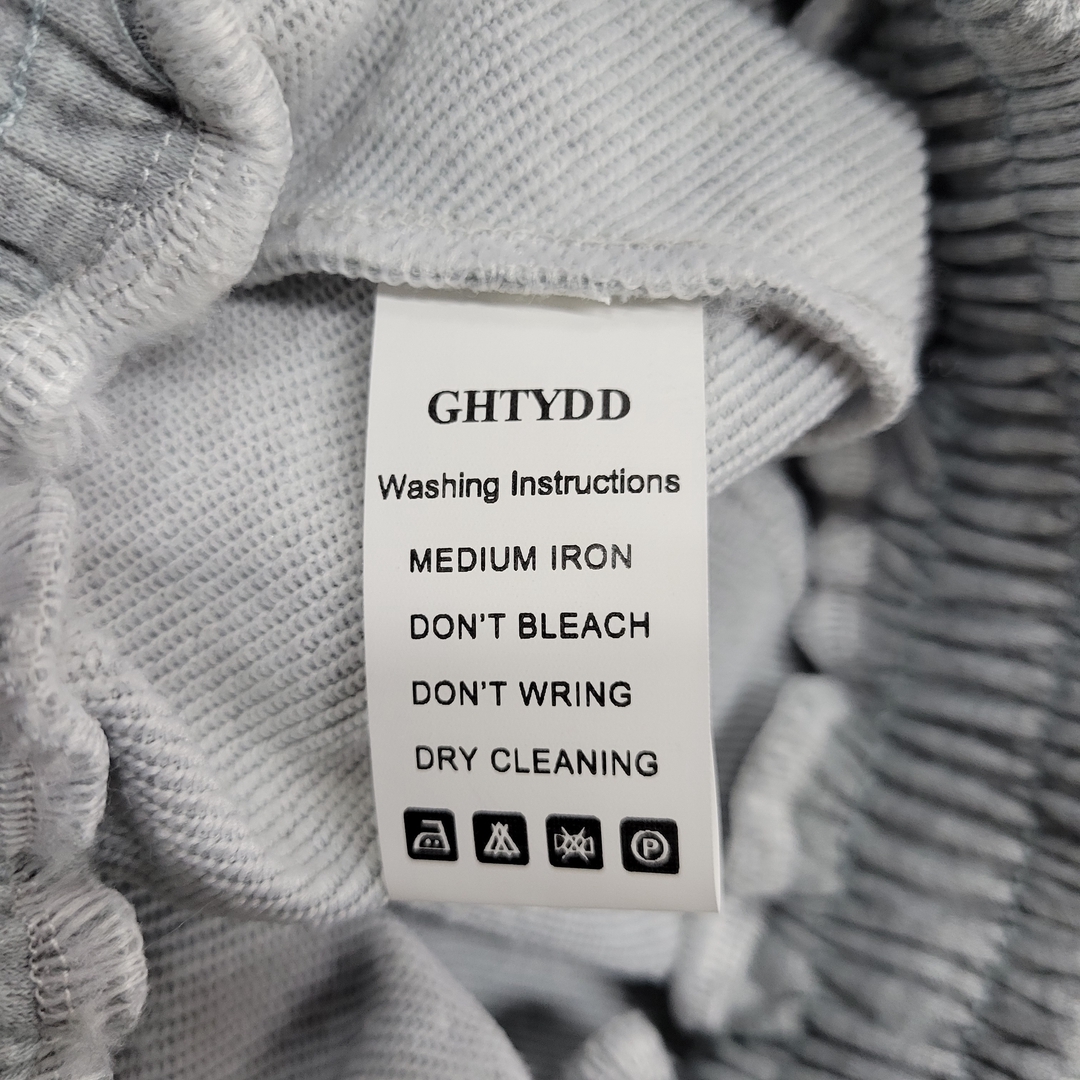 GHTYDD
Washing Instructions
MEDIUM IRON
DON'T BLEACH
DON'T WRING
DRY CLEANING
P